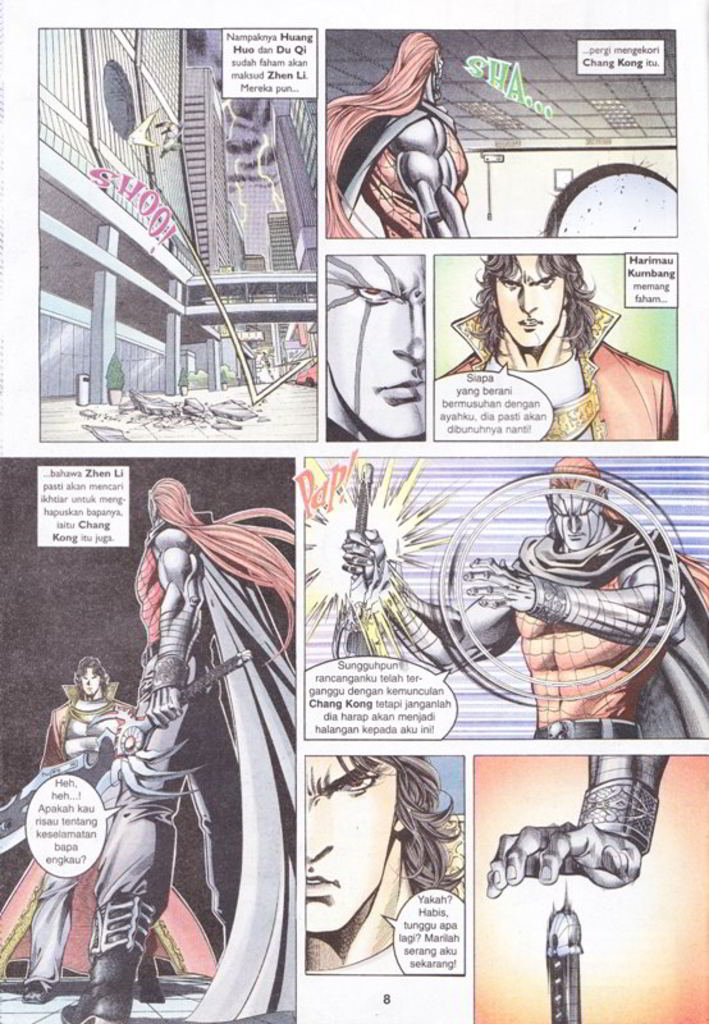 Nampaknya Huang
Huo dan Du Qi
sudah faham akan
maksud Zhen Li.
Mereka pun...
SHOO!
...pergi mengekori
Chang Kong itu.
SHA...
Harimau
Kumbang
memang
faham...
Siapa
yang berani
bermusuhan dengan
ayahku, dia pasti akan
dibunuhnya nanti!
...bahawa Zhen Li
pasti akan mencari
ikhtiar untuk meng-
hapuskan bapanya,
iaitu Chang
Kong itu juga.
Heh,
heh...!
Apakah kau
risau tentang
keselamatan
bapa
engkau?
Pap!
Sungguhpun
rancanganku telah ter-
ganggu dengan kemunculan
Chang Kong tetapi janganlah
dia harap akan menjadi
halangan kepada aku ini!
Yakah?
Habis,
tunggu apa
lagi? Marilah
serang aku
sekarang!
8